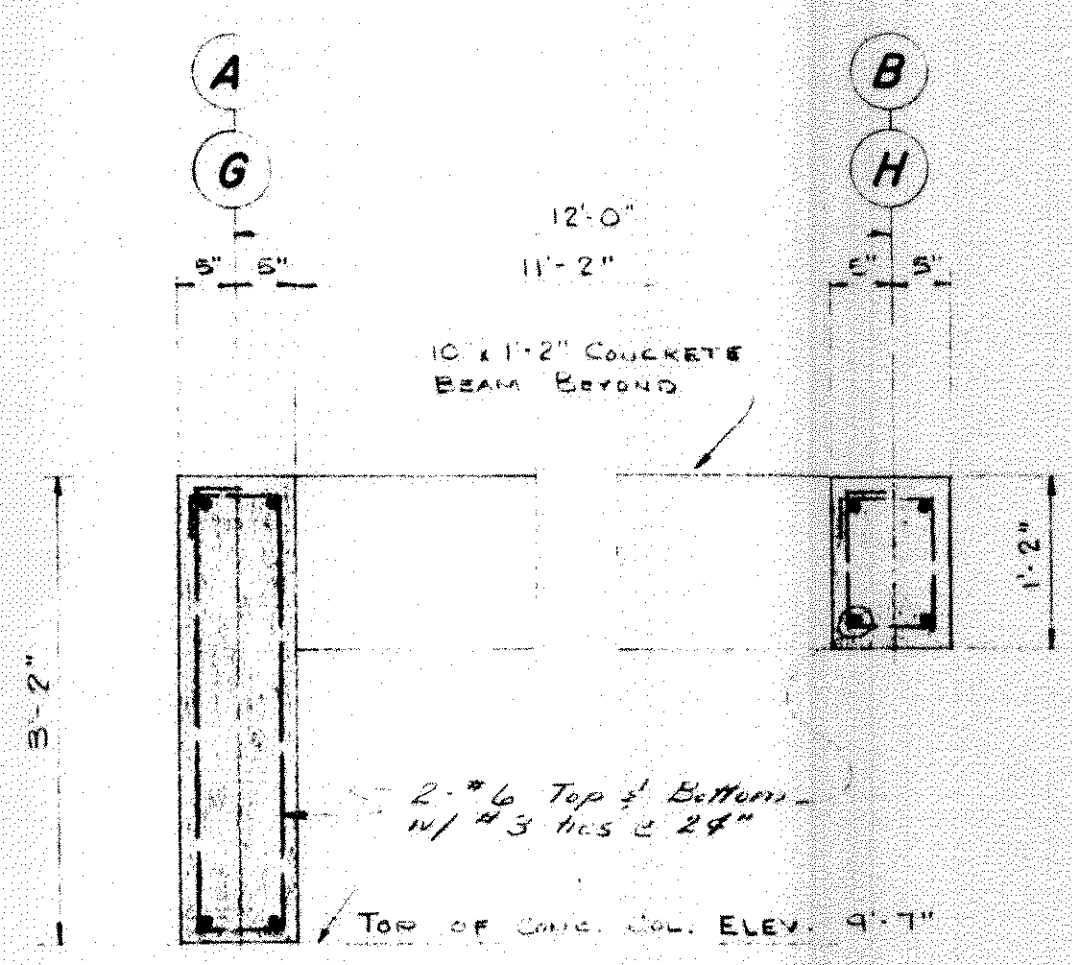 A
B
G
H
12'-0"
11'-2"
5" 5"
5" 5"
10" x 1'-2" CONCRETE
BEAM BEYOND
1'-2"
3'-2"
2-#6 Top & Bottom
w/ #3 ties @ 24"
TOP OF CONC. COL. ELEV. 9'-7"